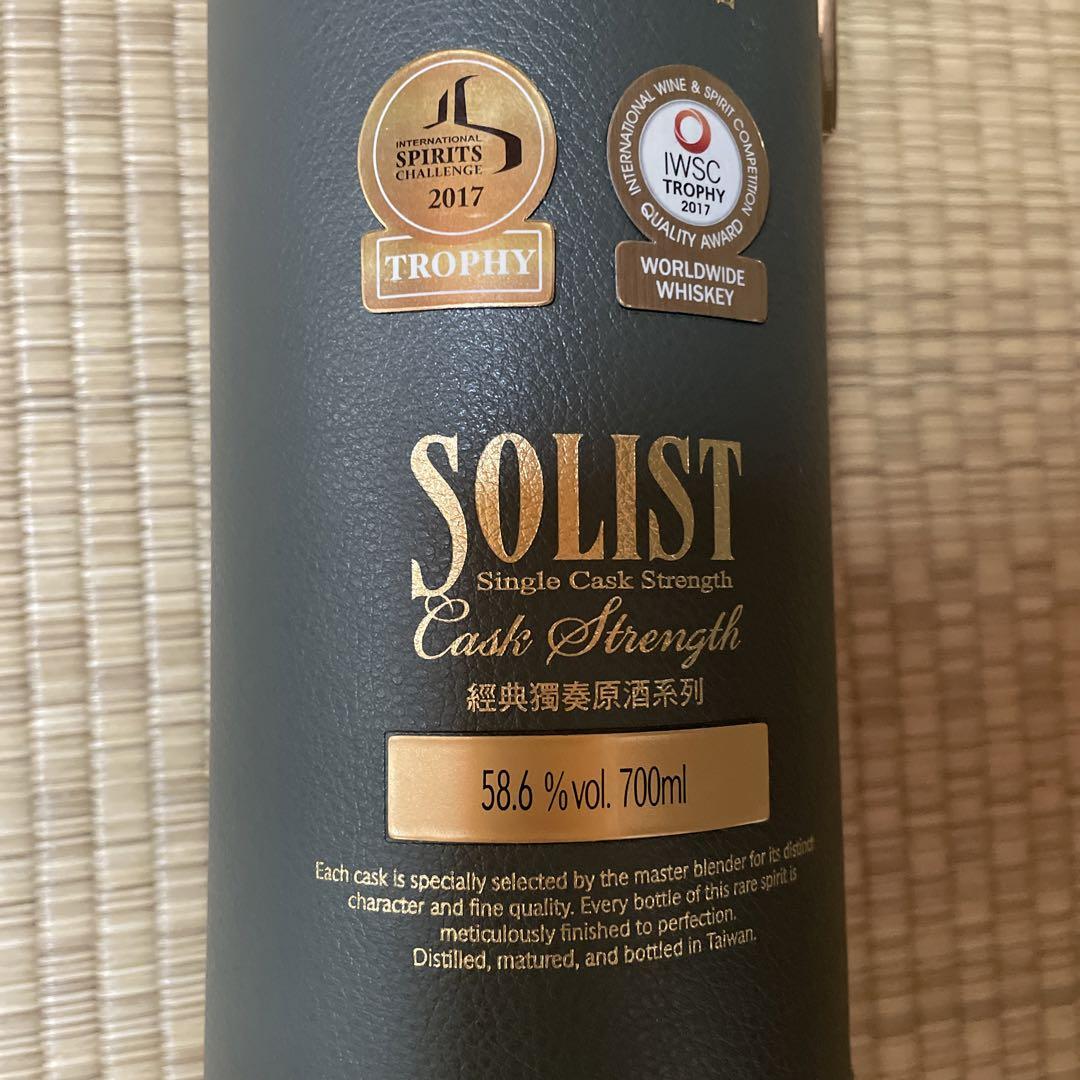 INTERNATIONAL
SPIRITS
CHALLENGE
2017
TROPHY
INTERNATIONAL WINE & SPIRIT COMPETITION
IWSC
TROPHY
2017
QUALITY AWARD
WORLDWIDE
WHISKEY
SOLIST
Single Cask Strength
Cask Strength
經典獨奏原酒系列
58.6 %vol. 700ml
Each cask is specially selected by the master blender for its distinct
character and fine quality. Every bottle of this rare spirit is
meticulously finished to perfection.
Distilled, matured, and bottled in Taiwan.